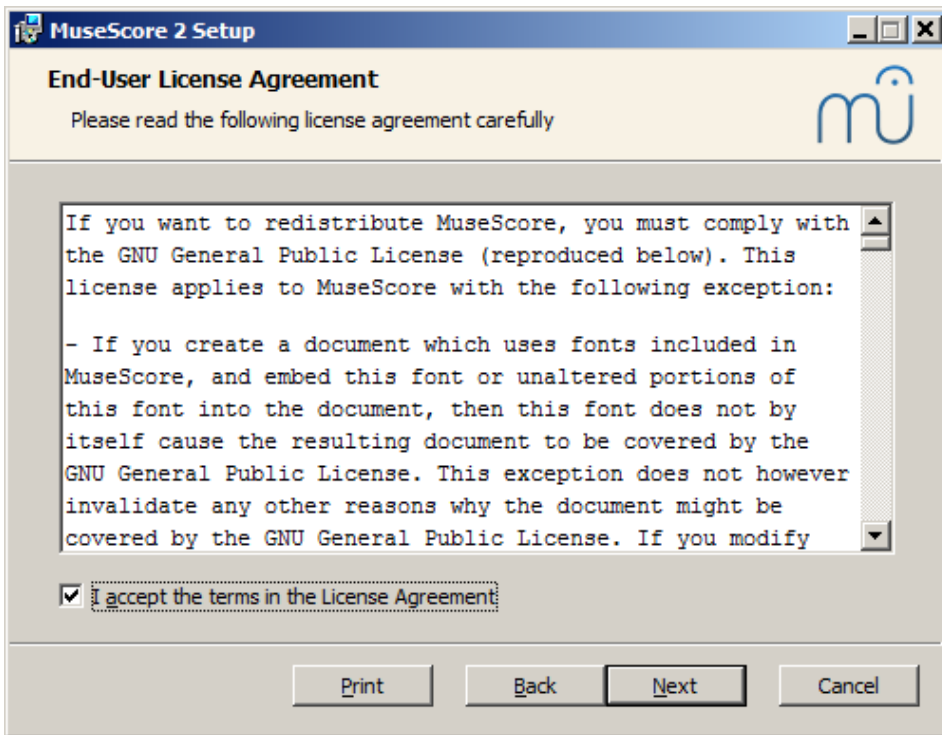 MuseScore 2 Setup
End-User License Agreement
Please read the following license agreement carefully
If you want to redistribute MuseScore, you must comply with
the GNU General Public License (reproduced below). This
license applies to MuseScore with the following exception:
- If you create a document which uses fonts included in
MuseScore, and embed this font or unaltered portions of
this font into the document, then this font does not by
itself cause the resulting document to be covered by the
GNU General Public License. This exception does not however
invalidate any other reasons why the document might be
covered by the GNU General Public License. If you modify
I accept the terms in the License Agreement
Print Back Next Cancel